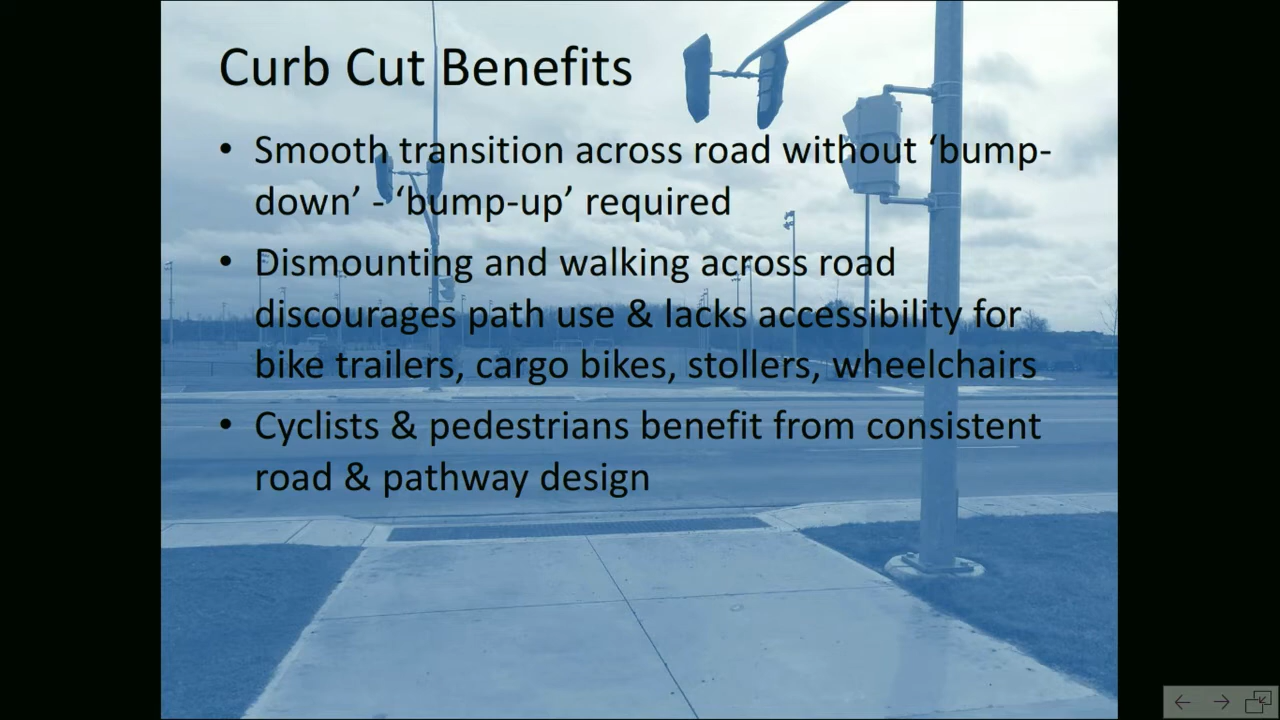 Curb Cut Benefits
• Smooth transition across road without ‘bump-
down’ - ‘bump-up’ required
• Dismounting and walking across road
discourages path use & lacks accessibility for
bike trailers, cargo bikes, stollers, wheelchairs
• Cyclists & pedestrians benefit from consistent
road & pathway design